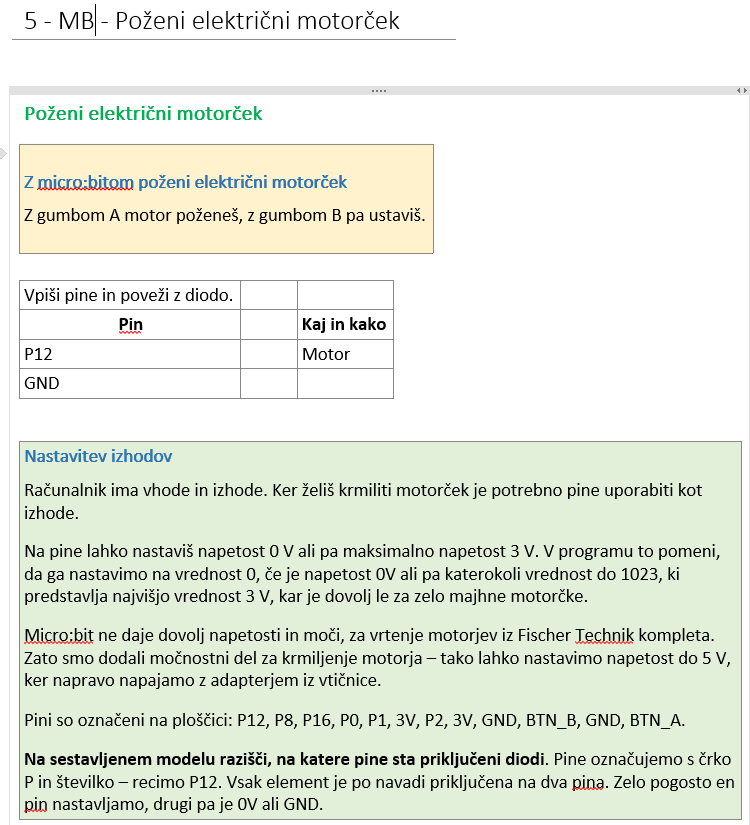 5 - MB - Poženi električni motorček
Poženi električni motorček
Z micro:bitom poženi električni motorček
Z gumbom A motor poženeš, z gumbom B pa ustaviš.
Vpiši pine in poveži z diodo.
Pin Kaj in kako
P12 Motor
GND
Nastavitev izhodov
Računalnik ima vhode in izhode. Ker želiš krmiliti motorček je potrebno pine uporabiti kot
izhode.
Na pine lahko nastaviš napetost 0 V ali pa maksimalno napetost 3 V. V programu to pomeni,
da ga nastavimo na vrednost 0, če je napetost 0V ali pa katerokoli vrednost do 1023, ki
predstavlja najvišjo vrednost 3 V, kar je dovolj le za zelo majhne motorčke.
Micro:bit ne daje dovolj napetosti in moči, za vrtenje motorjev iz Fischer Technik kompleta.
Zato smo dodali močnostni del za krmiljenje motorja – tako lahko nastavimo napetost do 5 V,
ker napravo napajamo z adapterjem iz vtičnice.
Pini so označeni na ploščici: P12, P8, P16, P0, P1, 3V, P2, 3V, GND, BTN_B, GND, BTN_A.
Na sestavljenem modelu razišči, na katere pine sta priključeni diodi. Pine označujemo s črko
P in številko – recimo P12. Vsak element je po navadi priključena na dva pina. Zelo pogosto en
pin nastavljamo, drugi pa je 0V ali GND.